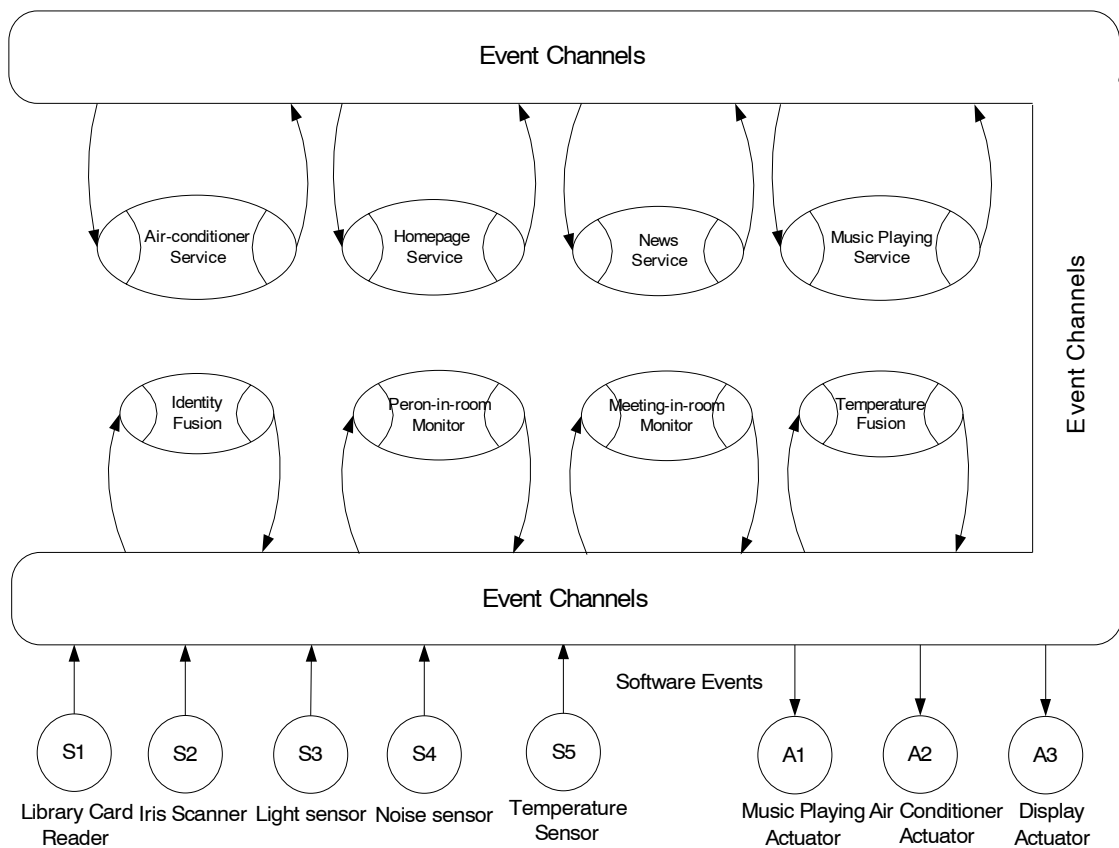 Event Channels
Air-conditioner
Service
Homepage
Service
News
Service
Music Playing
Service
Event Channels
Identity
Fusion
Peron-in-room
Monitor
Meeting-in-room
Monitor
Temperature
Fusion
Event Channels
Software Events
S1
S2
S3
S4
S5
A1
A2
A3
Library Card
Reader
Iris Scanner
Light sensor
Noise sensor
Temperature
Sensor
Music Playing
Actuator
Air Conditioner
Actuator
Display
Actuator